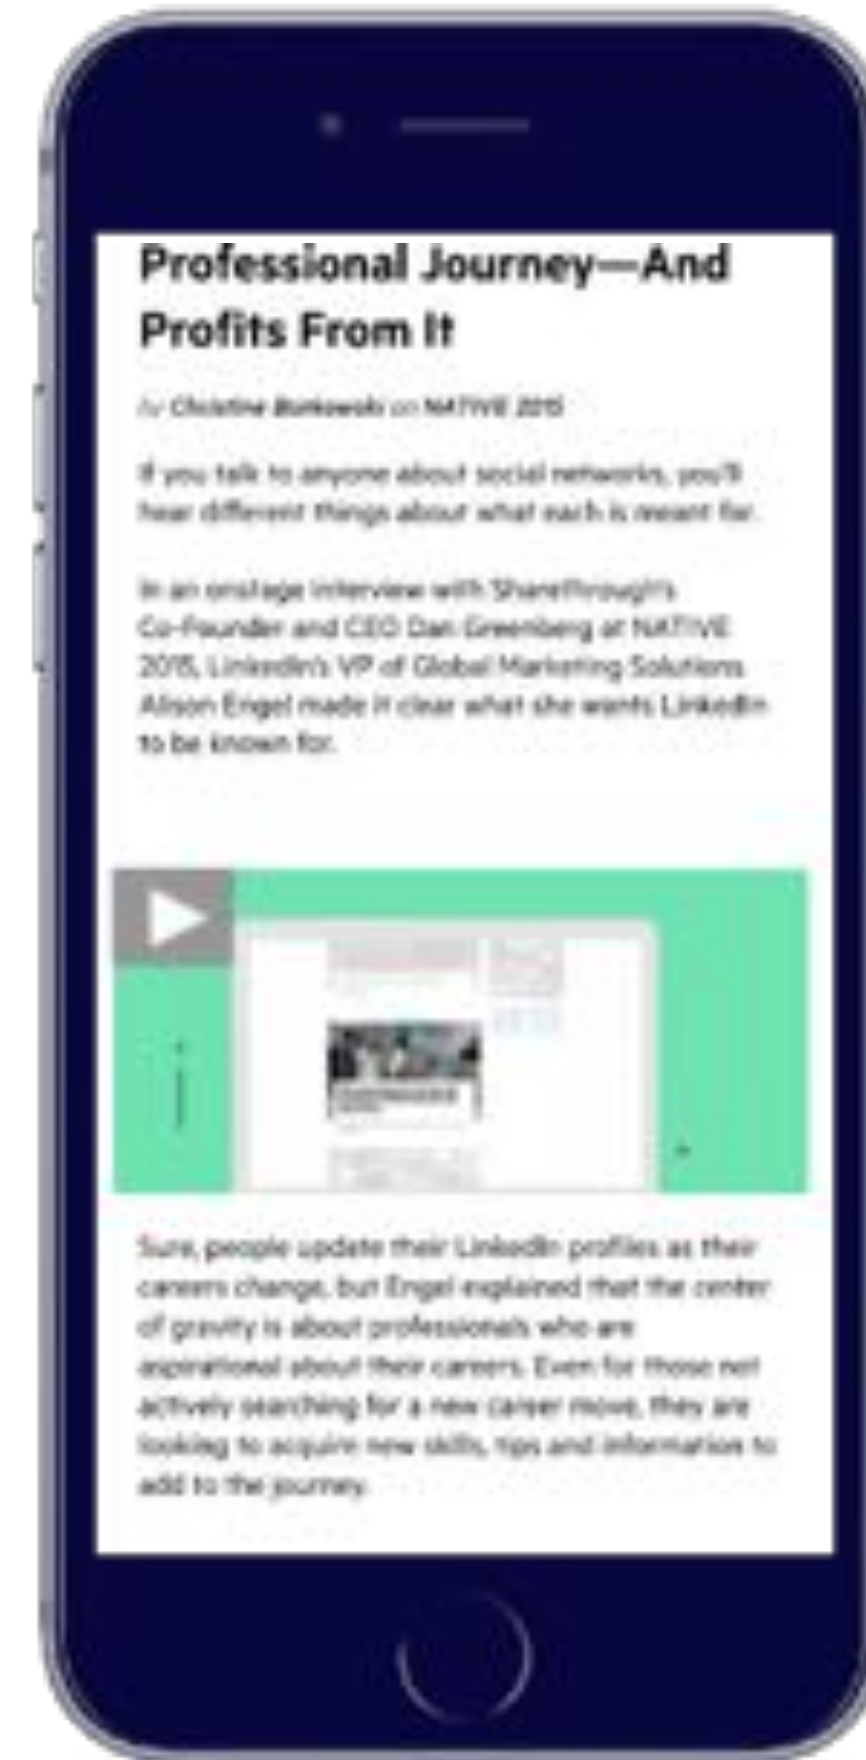 Professional Journey—And
Profits From It
by Christine Borkowski on NATIVE 2015
If you talk to anyone about social networks, you'll
hear different things about what each is meant for.
In an onstage interview with Sharethrough's
Co-Founder and CEO Dan Greenberg at NATIVE
2015, LinkedIn's VP of Global Marketing Solutions
Alison Engel made it clear what she wants LinkedIn
to be known for.
Sure, people update their LinkedIn profiles as their
careers change, but Engel explained that the center
of gravity is about professionals who are
aspirational about their careers. Even for those not
actively searching for a new career move, they are
looking to acquire new skills, tips and information to
add to the journey.